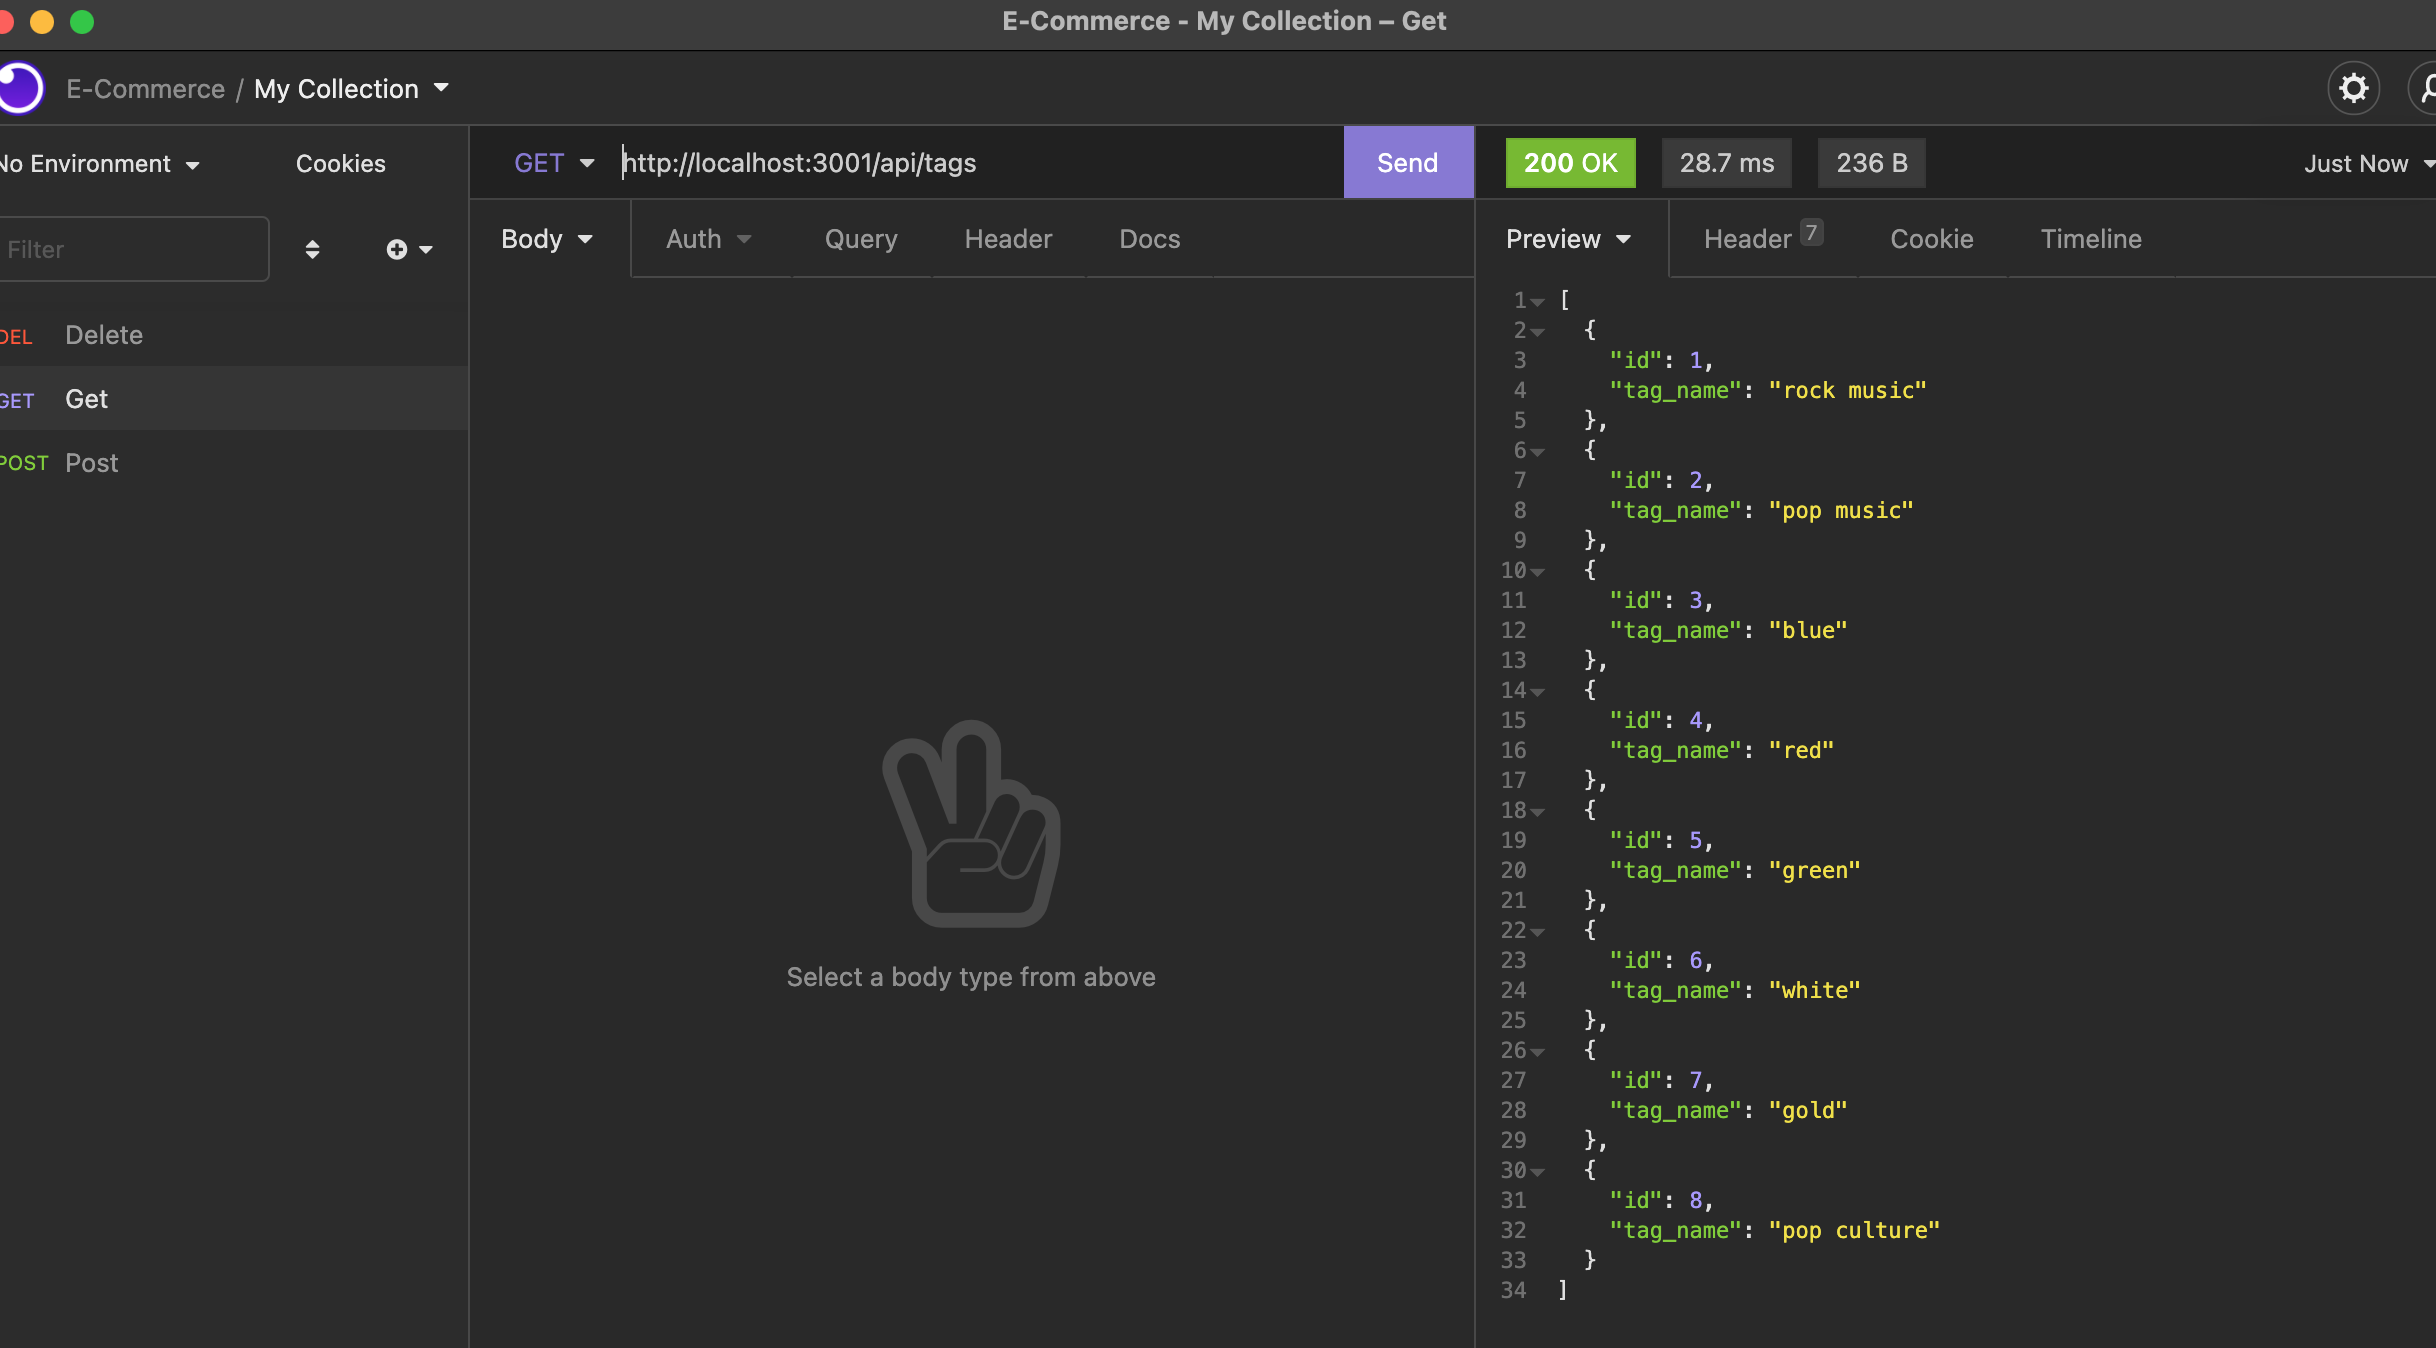 E-Commerce - My Collection – Get
E-Commerce / My Collection
No Environment
Cookies
GET
http://localhost:3001/api/tags
Send
200 OK
28.7 ms
236 B
Just Now
Filter
Body
Auth
Query
Header
Docs
Preview
Header 7
Cookie
Timeline
DEL Delete
GET Get
POST Post
Select a body type from above
1 [
2 {
3 "id": 1,
4 "tag_name": "rock music"
5 },
6 {
7 "id": 2,
8 "tag_name": "pop music"
9 },
10 {
11 "id": 3,
12 "tag_name": "blue"
13 },
14 {
15 "id": 4,
16 "tag_name": "red"
17 },
18 {
19 "id": 5,
20 "tag_name": "green"
21 },
22 {
23 "id": 6,
24 "tag_name": "white"
25 },
26 {
27 "id": 7,
28 "tag_name": "gold"
29 },
30 {
31 "id": 8,
32 "tag_name": "pop culture"
33 }
34 ]